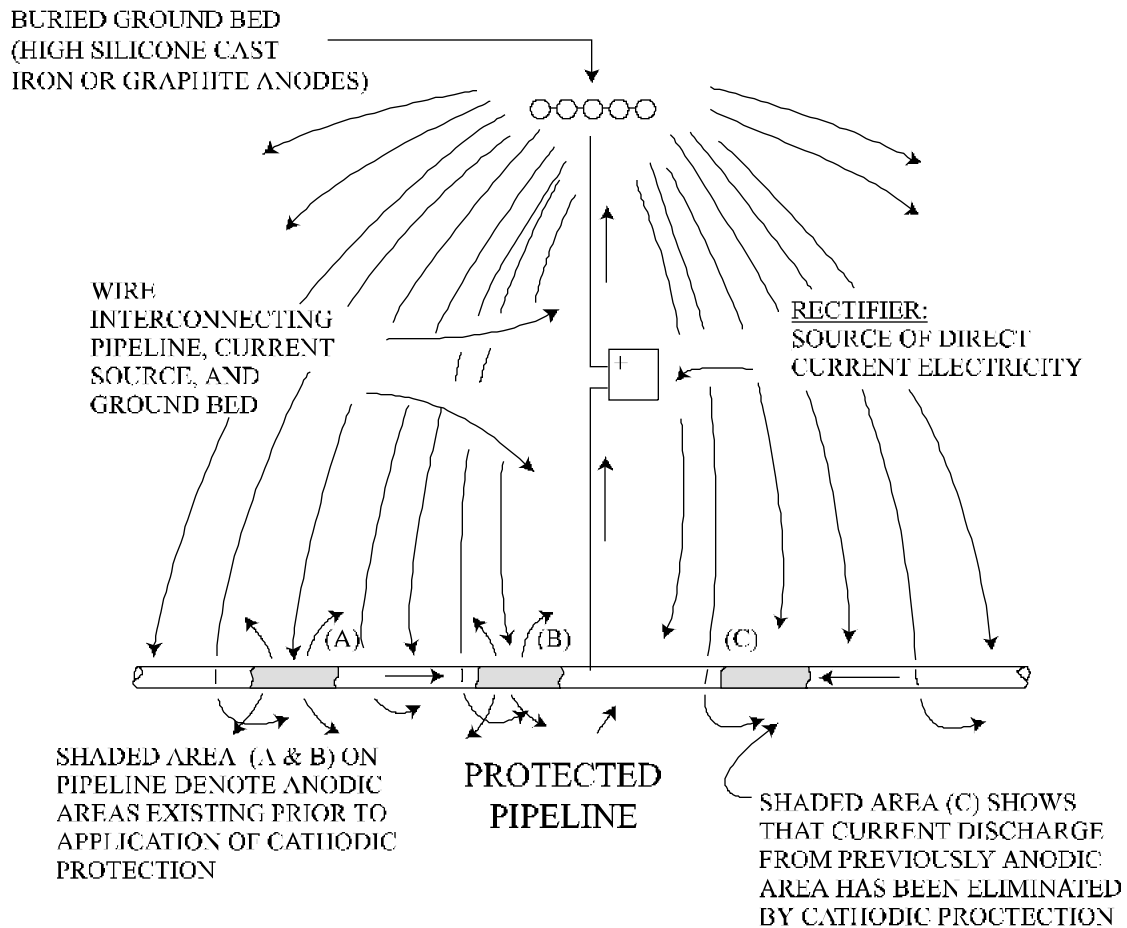 BURIED GROUND BED
(HIGH SILICONE CAST
IRON OR GRAPHITE ANODES)
WIRE
INTERCONNECTING
PIPELINE, CURRENT
SOURCE, AND
GROUND BED
RECTIFIER:
SOURCE OF DIRECT
CURRENT ELECTRICITY
+
(A)
(B)
(C)
SHADED AREA (A & B) ON
PIPELINE DENOTE ANODIC
AREAS EXISTING PRIOR TO
APPLICATION OF CATHODIC
PROTECTION
PROTECTED
PIPELINE
SHADED AREA (C) SHOWS
THAT CURRENT DISCHARGE
FROM PREVIOUSLY ANODIC
AREA HAS BEEN ELIMINATED
BY CATHODIC PROCTECTION